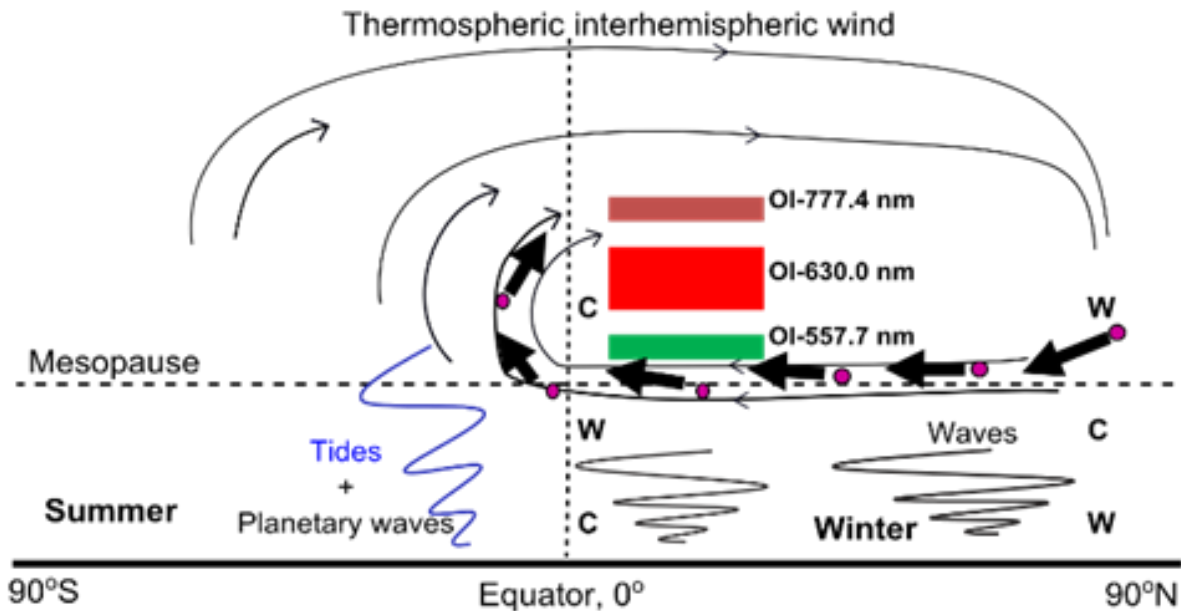 Thermospheric interhemispheric wind
OI-777.4 nm
OI-630.0 nm
C
W
OI-557.7 nm
Mesopause
W
Waves
C
Tides
+
Summer
Planetary waves
C
Winter
W
90°S
Equator, 0°
90°N